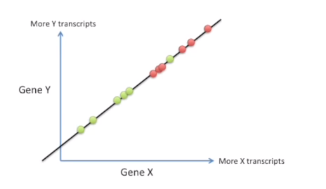 More Y transcripts
Gene Y
More X transcripts
Gene X